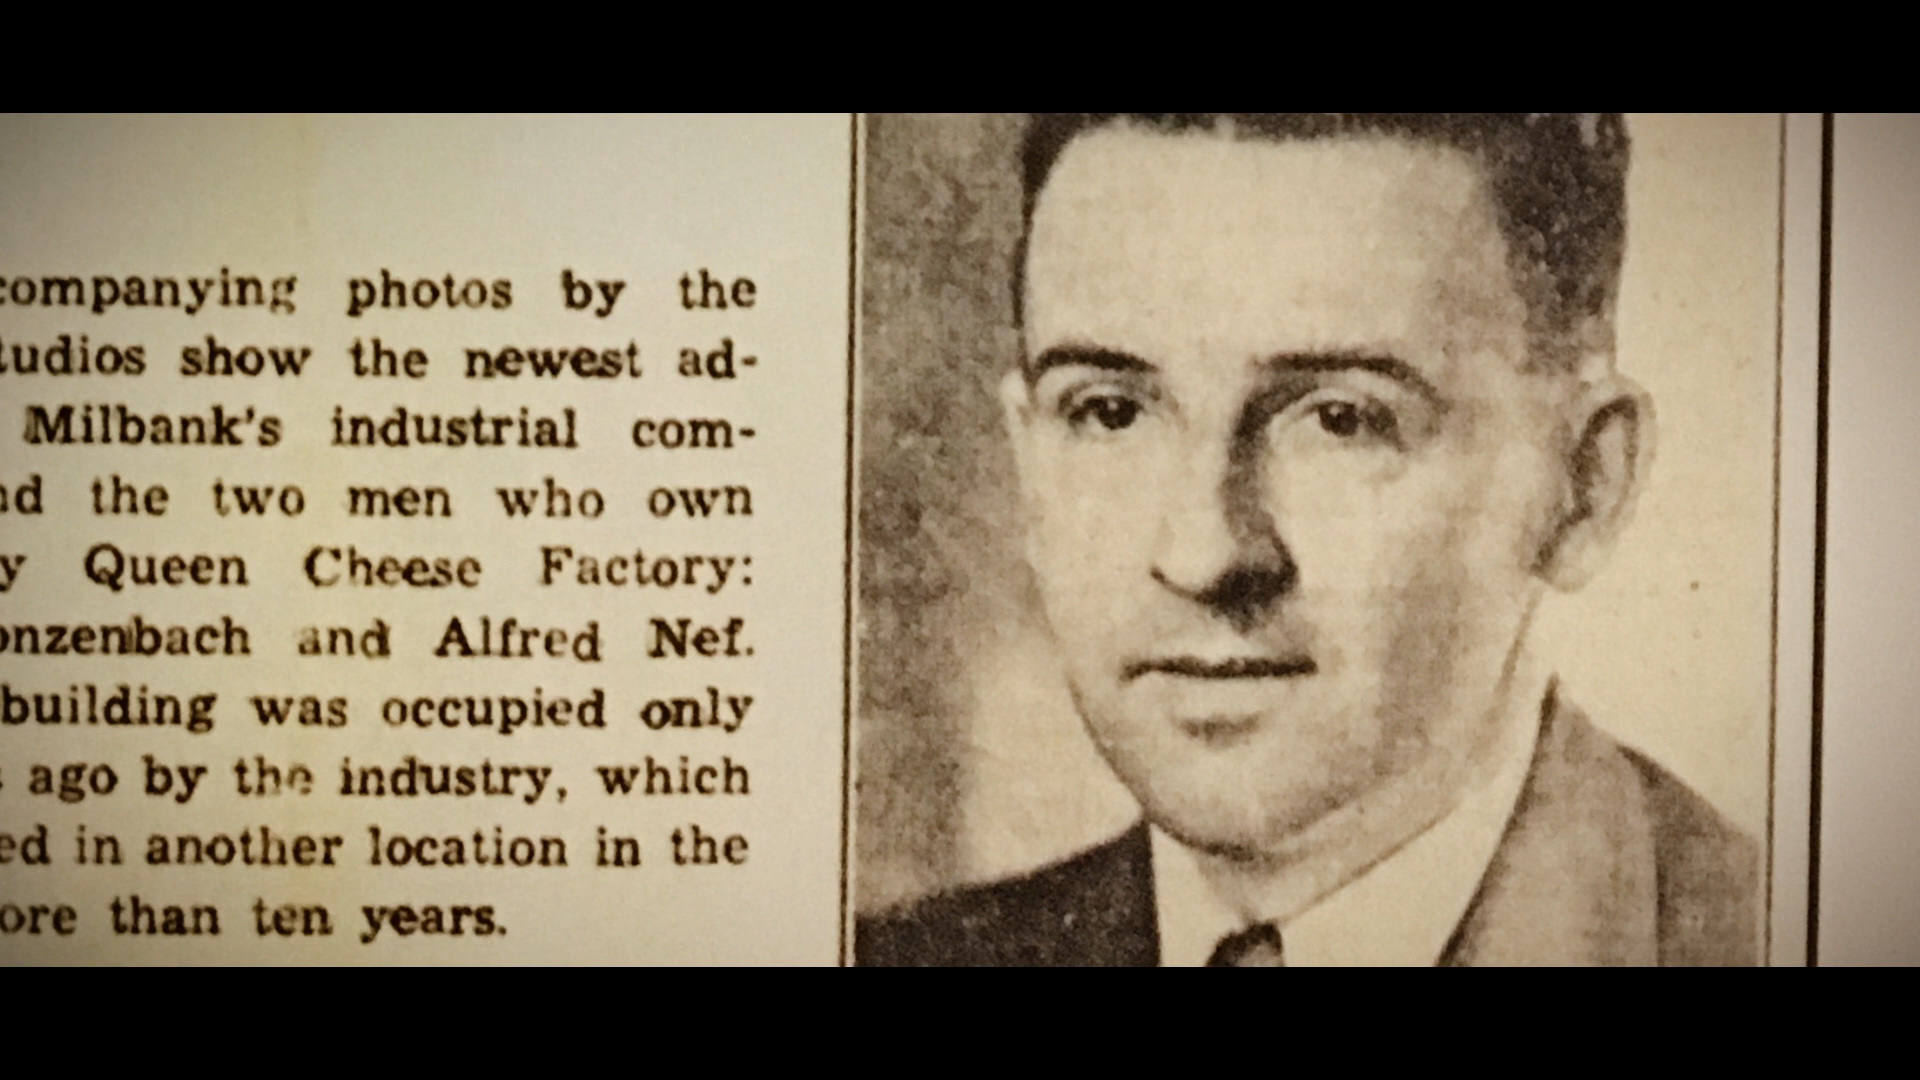 companying photos by the
tudios show the newest ad-
Milbank's industrial com-
nd the two men who own
y Queen Cheese Factory:
onzenbach and Alfred Nef.
building was occupied only
s ago by the industry, which
ed in another location in the
ore than ten years.